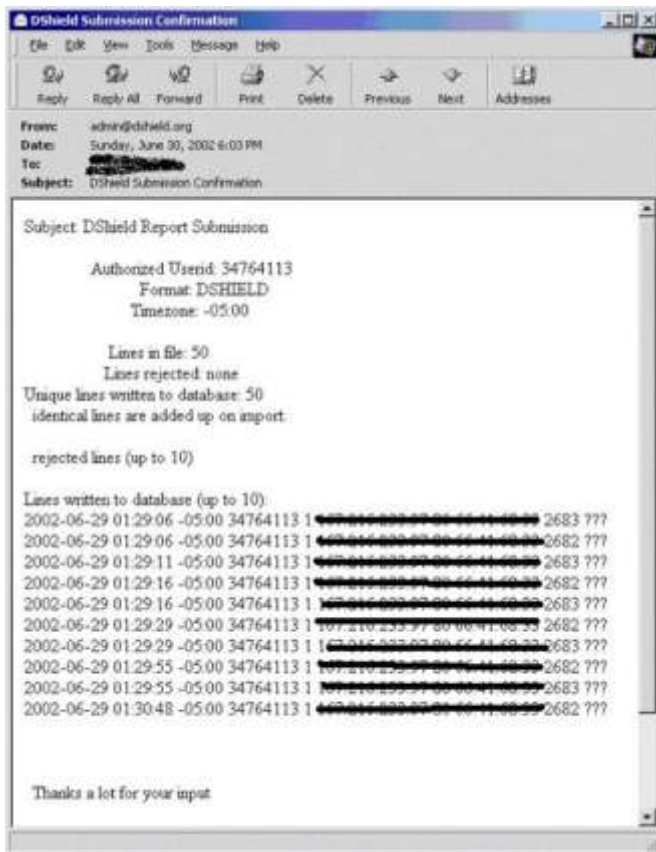 DShield Submission Confirmation
File Edit View Tools Message Help
Reply Reply All Forward Print Delete Previous Next Addresses
From: admin@dshield.org
Date: Sunday, June 30, 2002 6:03 PM
To:
Subject: DShield Submission Confirmation
Subject: DShield Report Submission
Authorized Userid: 34764113
Format: DSHIELD
Timezone: -05:00
Lines in file: 50
Lines rejected: none
Unique lines written to database: 50
identical lines are added up on import.
rejected lines (up to 10)
Lines written to database (up to 10):
2002-06-29 01:29:06 -05:00 34764113 1 2683 ???
2002-06-29 01:29:06 -05:00 34764113 1 2682 ???
2002-06-29 01:29:11 -05:00 34764113 1 2683 ???
2002-06-29 01:29:16 -05:00 34764113 1 2682 ???
2002-06-29 01:29:16 -05:00 34764113 1 2683 ???
2002-06-29 01:29:29 -05:00 34764113 1 2682 ???
2002-06-29 01:29:29 -05:00 34764113 1 2683 ???
2002-06-29 01:29:55 -05:00 34764113 1 2682 ???
2002-06-29 01:29:55 -05:00 34764113 1 2683 ???
2002-06-29 01:30:48 -05:00 34764113 1 2682 ???
Thanks a lot for your input